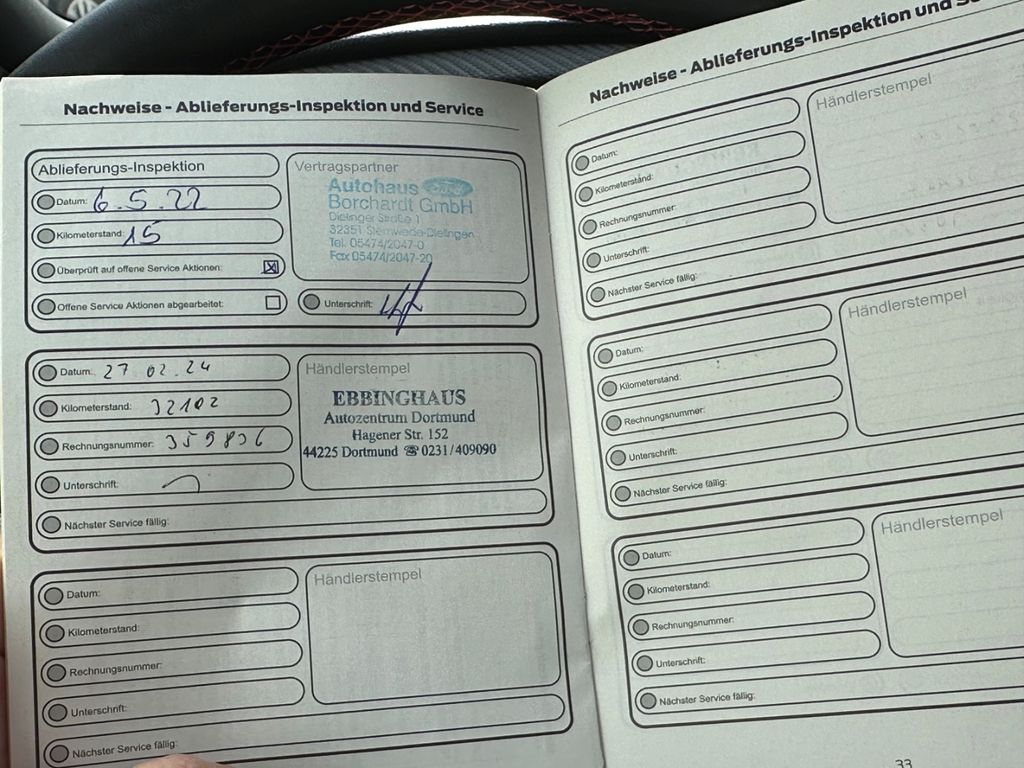 Nachweise - Ablieferungs-Inspektion und Service
Ablieferungs-Inspektion
Datum: 6.5.22
Kilometerstand: 15
Überprüft auf offene Service Aktionen:
Offene Service Aktionen abgearbeitet:
Vertragspartner
Autohaus
Borchardt GmbH
Dielinger Straße 1
32351 Stemwede-Dielingen
Tel. 05474/2047-0
Fax 05474/2047-20
Unterschrift:
Datum: 27 02.24
Kilometerstand: 32102
Rechnungsnummer: 359836
Unterschrift:
Nächster Service fällig:
Händlerstempel
EBBINGHAUS
Autozentrum Dortmund
Hagener Str. 152
44225 Dortmund ☎ 0231/409090
Datum:
Kilometerstand:
Rechnungsnummer:
Unterschrift:
Nächster Service fällig:
Händlerstempel
Nachweise - Ablieferungs-Inspektion und
Datum:
Kilometerstand:
Rechnungsnummer:
Unterschrift:
Nächster Service fällig:
Händlerstempel
Datum:
Kilometerstand:
Rechnungsnummer:
Unterschrift:
Nächster Service fällig:
Händlerstempel
Datum:
Kilometerstand:
Rechnungsnummer:
Unterschrift:
Nächster Service fällig:
Händlerstempel
33